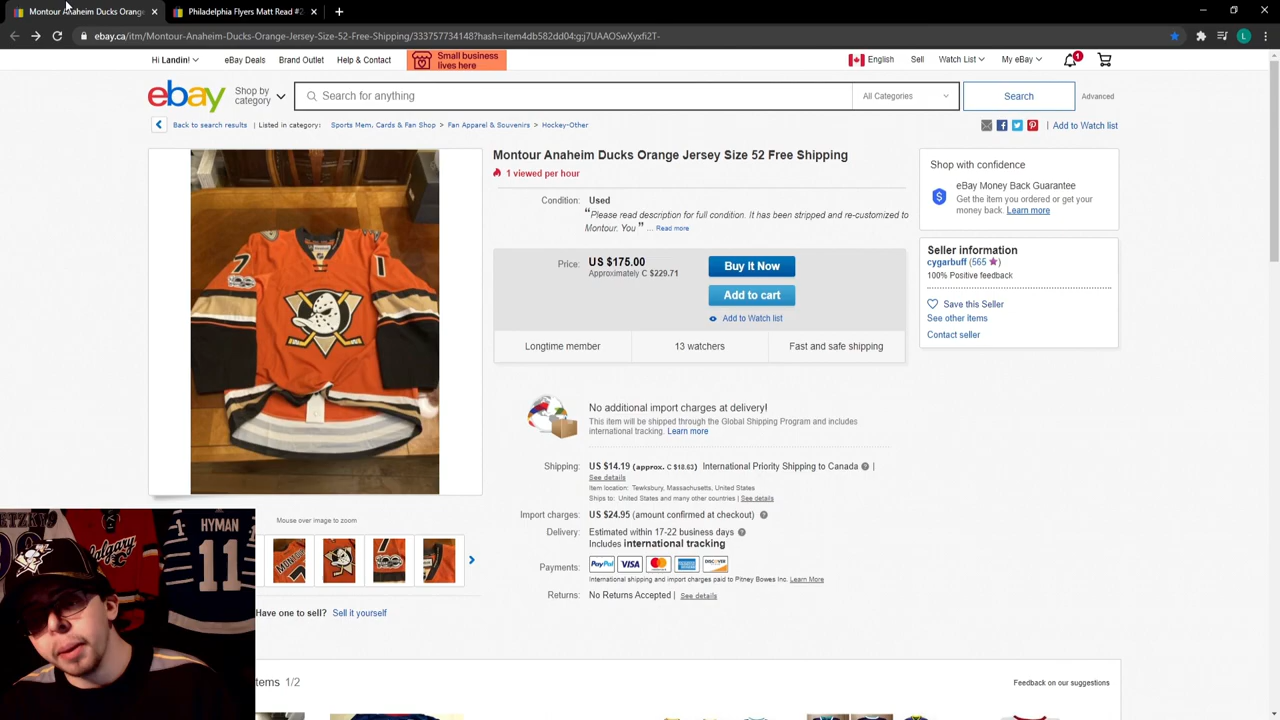 Montour Anaheim Ducks Orang
Philadelphia Flyers Matt Read #2
ebay.ca/itm/Montour-Anaheim-Ducks-Orange-Jersey-Size-52-Free-Shipping/333757734148?hash=item4db582dd04:g:j7UAAOSwXyxfi2T-
L
Hi Landin!
eBay Deals
Brand Outlet
Help & Contact
Small business
lives here
English
Sell
Watch List
My eBay
1
ebay
Shop by
category
Search for anything
All Categories
Search
Advanced
Back to search results | Listed in category: Sports Mem, Cards & Fan Shop > Fan Apparel & Souvenirs > Hockey-Other
| Add to Watch list
Montour Anaheim Ducks Orange Jersey Size 52 Free Shipping
1 viewed per hour
Condition: Used
“Please read description for full condition. It has been stripped and re-customized to
Montour. You ” ... Read more
Price: US $175.00
Approximately C $229.71
Buy It Now
Add to cart
Add to Watch list
Longtime member
13 watchers
Fast and safe shipping
Shop with confidence
eBay Money Back Guarantee
Get the item you ordered or get your
money back. Learn more
Seller information
cygarbuff (565 )
100% Positive feedback
Save this Seller
See other items
Contact seller
No additional import charges at delivery!
This item will be shipped through the Global Shipping Program and includes
international tracking. Learn more
Shipping: US $14.19 (approx. C $18.63) International Priority Shipping to Canada |
See details
Item location: Tewksbury, Massachusetts, United States
Ships to: United States and many other countries | See details
Import charges: US $24.95 (amount confirmed at checkout)
Delivery: Estimated within 17-22 business days
Includes international tracking
Payments: PayPal VISA
International shipping and import charges paid to Pitney Bowes Inc. Learn More
Returns: No Returns Accepted | See details
Mouse over image to zoom
7
1
Have one to sell? Sell it yourself
HYMAN
11
Calgary
tems 1/2
Feedback on our suggestions